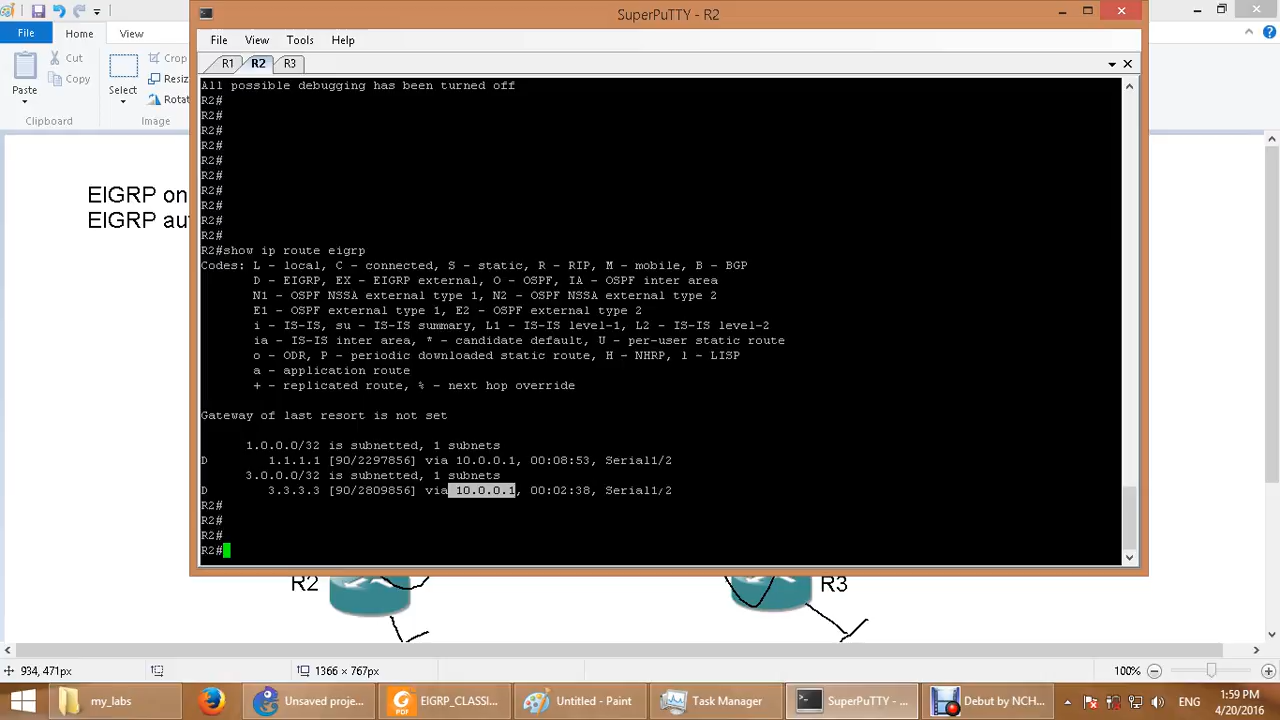 SuperPuTTY - R2
File
Home
View
Paste
Cut
Copy
Select
Crop
Resiz
Rotat
Clipboard
Image
File View Tools Help
R1 R2 R3
All possible debugging has been turned off
R2#
R2#
R2#
R2#
R2#
R2#
R2#
R2#
R2#
R2#
R2#show ip route eigrp
Codes: L - local, C - connected, S - static, R - RIP, M - mobile, B - BGP
D - EIGRP, EX - EIGRP external, O - OSPF, IA - OSPF inter area
N1 - OSPF NSSA external type 1, N2 - OSPF NSSA external type 2
E1 - OSPF external type 1, E2 - OSPF external type 2
i - IS-IS, su - IS-IS summary, L1 - IS-IS level-1, L2 - IS-IS level-2
ia - IS-IS inter area, * - candidate default, U - per-user static route
o - ODR, P - periodic downloaded static route, H - NHRP, l - LISP
a - application route
+ - replicated route, % - next hop override
Gateway of last resort is not set
1.0.0.0/32 is subnetted, 1 subnets
D 1.1.1.1 [90/2297856] via 10.0.0.1, 00:08:53, Serial1/2
3.0.0.0/32 is subnetted, 1 subnets
D 3.3.3.3 [90/2809856] via 10.0.0.1, 00:02:38, Serial1/2
R2#
R2#
R2#
R2#
EIGRP on
EIGRP aut
R2
R3
934, 471px
1366 × 767px
100%
my_labs
Unsaved proje...
EIGRP_CLASSI...
PDF
Untitled - Paint
Task Manager
SuperPuTTY - ...
Debut by NCH...
ENG
1:59 PM
4/20/2016